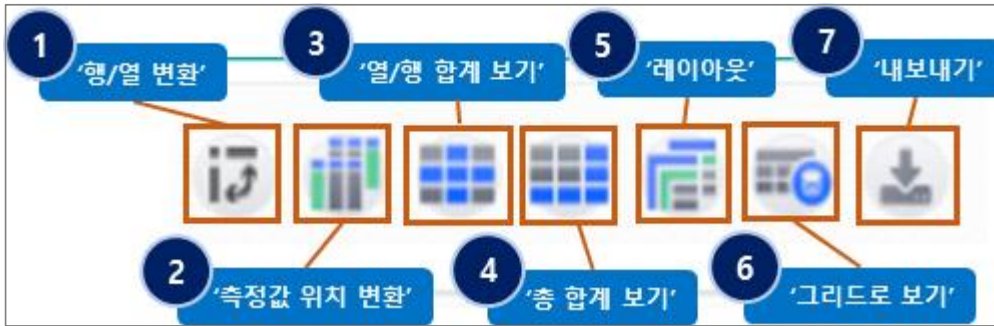 1 '행/열 변환'
3 '열/행 합계 보기'
5 '레이아웃'
7 '내보내기'
2 '측정값 위치 변환'
4 '총 합계 보기'
6 '그리드로 보기'